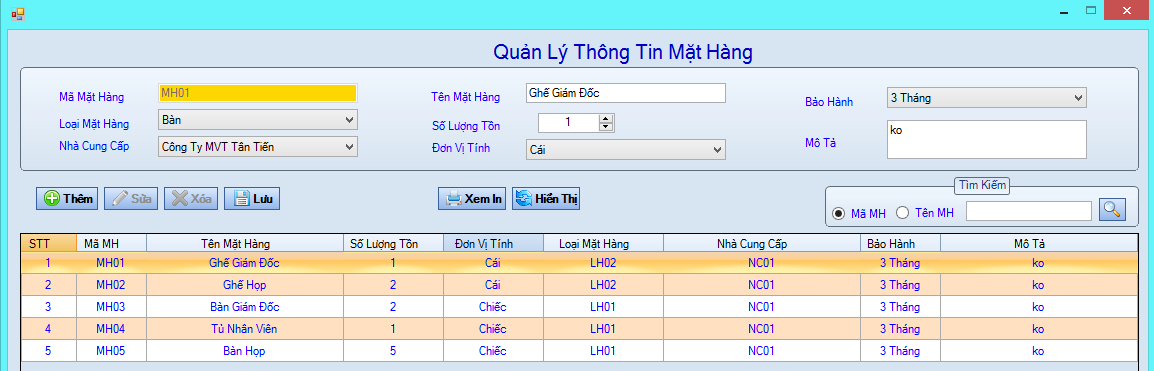 Quản Lý Thông Tin Mặt Hàng
Mã Mặt Hàng MH01 Tên Mặt Hàng Ghế Giám Đốc Bảo Hành 3 Tháng
Loại Mặt Hàng Bàn Số Lượng Tồn 1 Mô Tả ko
Nhà Cung Cấp Công Ty MVT Tân Tiến Đơn Vị Tính Cái
Tìm Kiếm
Thêm Sữa Xóa Lưu Xem In Hiển Thị Mã MH Tên MH
STT Mã MH Tên Mặt Hàng Số Lượng Tồn Đơn Vị Tính Loại Mặt Hàng Nhà Cung Cấp Bảo Hành Mô Tả
1 MH01 Ghế Giám Đốc 1 Cái LH02 NC01 3 Tháng ko
2 MH02 Ghế Họp 2 Cái LH02 NC01 3 Tháng ko
3 MH03 Bàn Giám Đốc 2 Chiếc LH01 NC01 3 Tháng ko
4 MH04 Tủ Nhân Viên 1 Chiếc LH01 NC01 3 Tháng ko
5 MH05 Bàn Họp 5 Chiếc LH01 NC01 3 Tháng ko